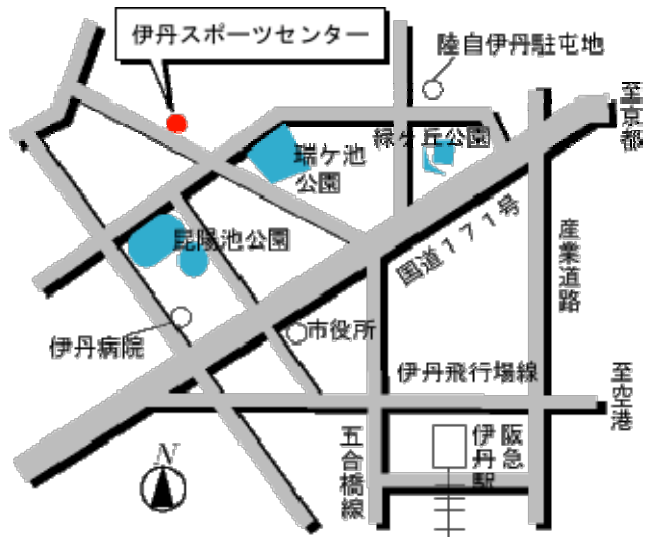 伊丹スポーツセンター
陸自伊丹駐屯地
至京都
緑ヶ丘公園
瑞ケ池
公園
昆陽池公園
国道171号
産業道路
市役所
伊丹病院
伊丹飛行場線
至空港
五合橋線
阪急
伊丹駅
N